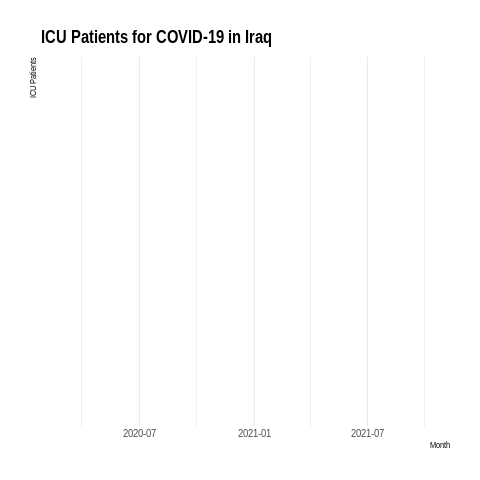 ICU Patients for COVID-19 in Iraq
ICU Patients
2020-07 2021-01 2021-07
Month